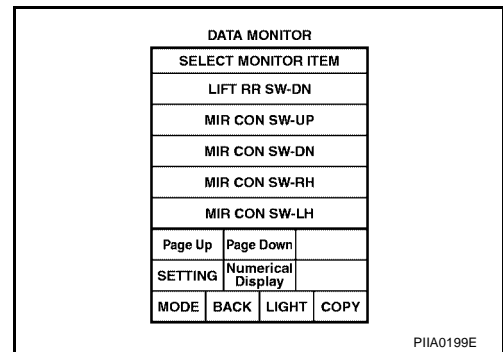 DATA MONITOR
SELECT MONITOR ITEM
LIFT RR SW-DN
MIR CON SW-UP
MIR CON SW-DN
MIR CON SW-RH
MIR CON SW-LH
Page Up Page Down
SETTING Numerical
Display
MODE BACK LIGHT COPY
PIIA0199E